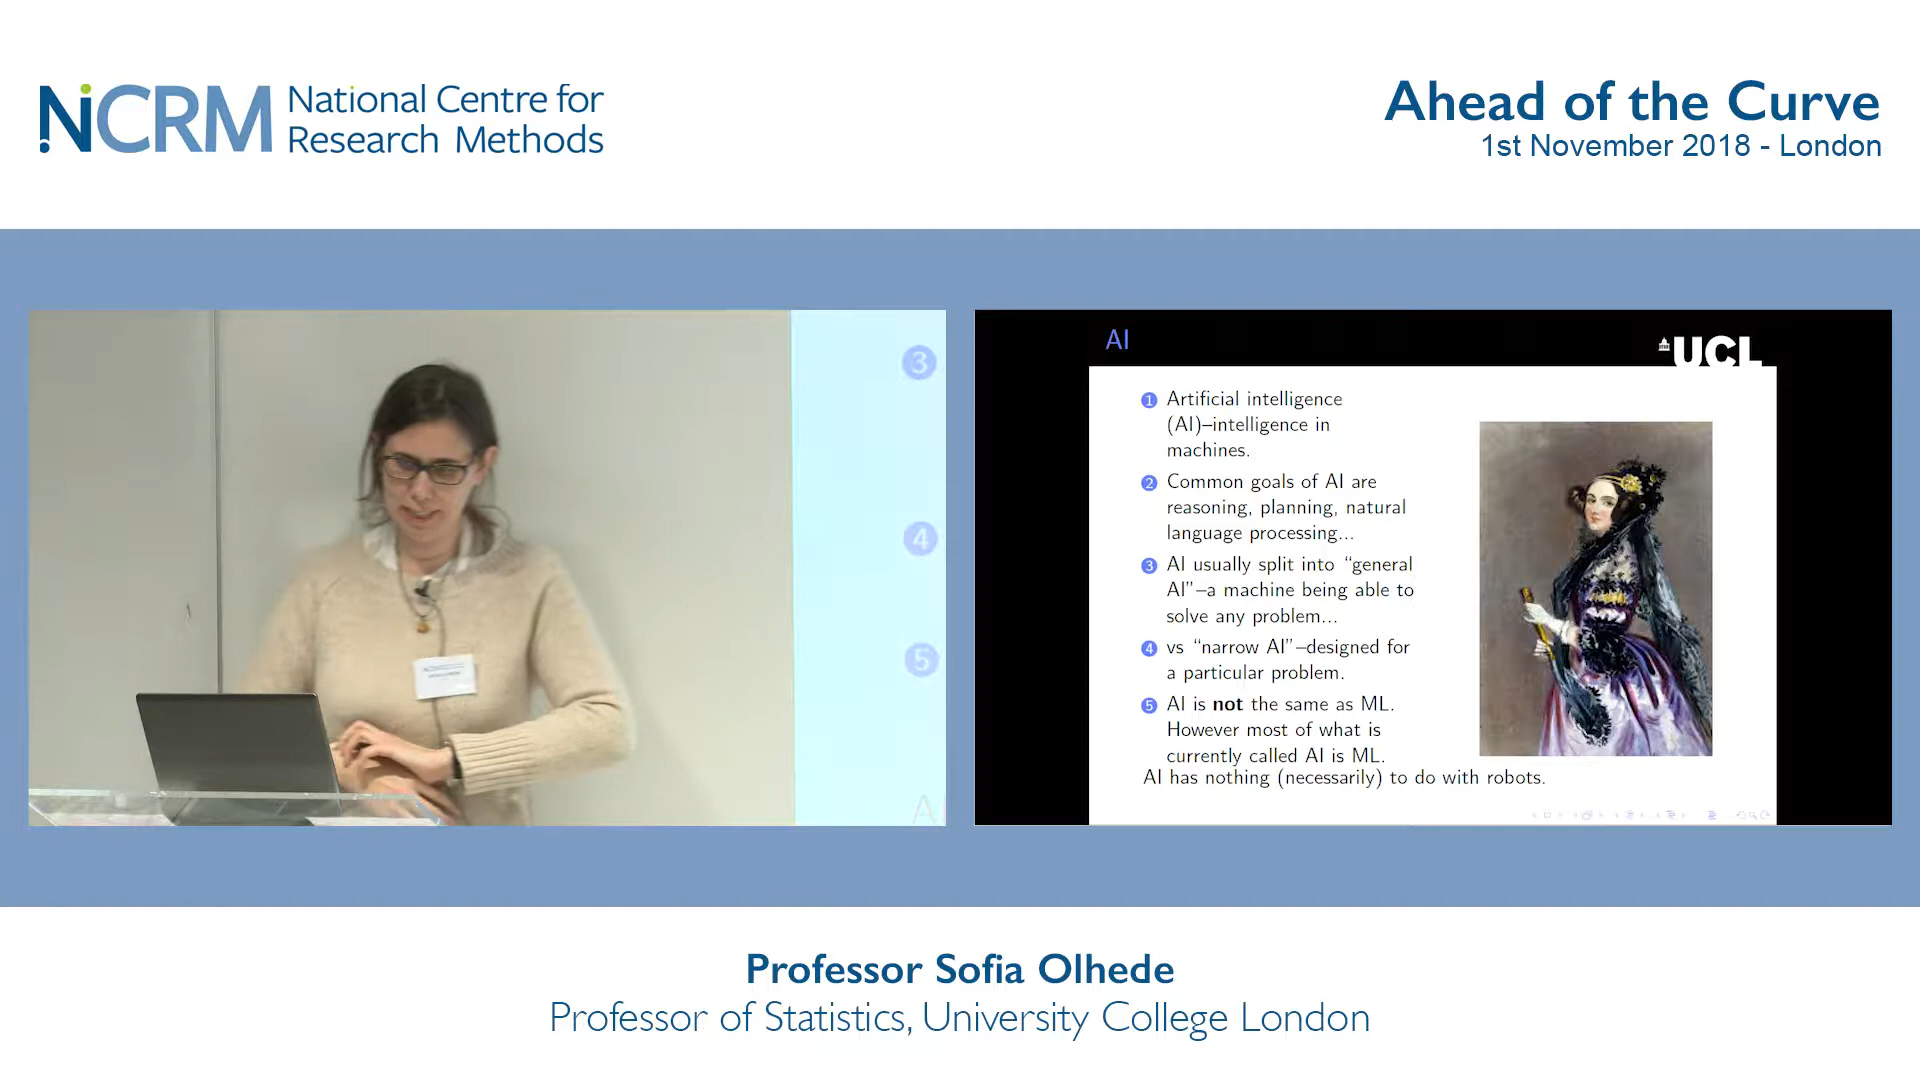 NCRM National Centre for
Research Methods
Ahead of the Curve
1st November 2018 - London
3
4
5
A
AI
UCL
1 Artificial intelligence
(AI)–intelligence in
machines.
2 Common goals of AI are
reasoning, planning, natural
language processing...
3 AI usually split into “general
AI”–a machine being able to
solve any problem...
4 vs “narrow AI”–designed for
a particular problem.
5 AI is not the same as ML.
However most of what is
currently called AI is ML.
AI has nothing (necessarily) to do with robots.
Professor Sofia Olhede
Professor of Statistics, University College London